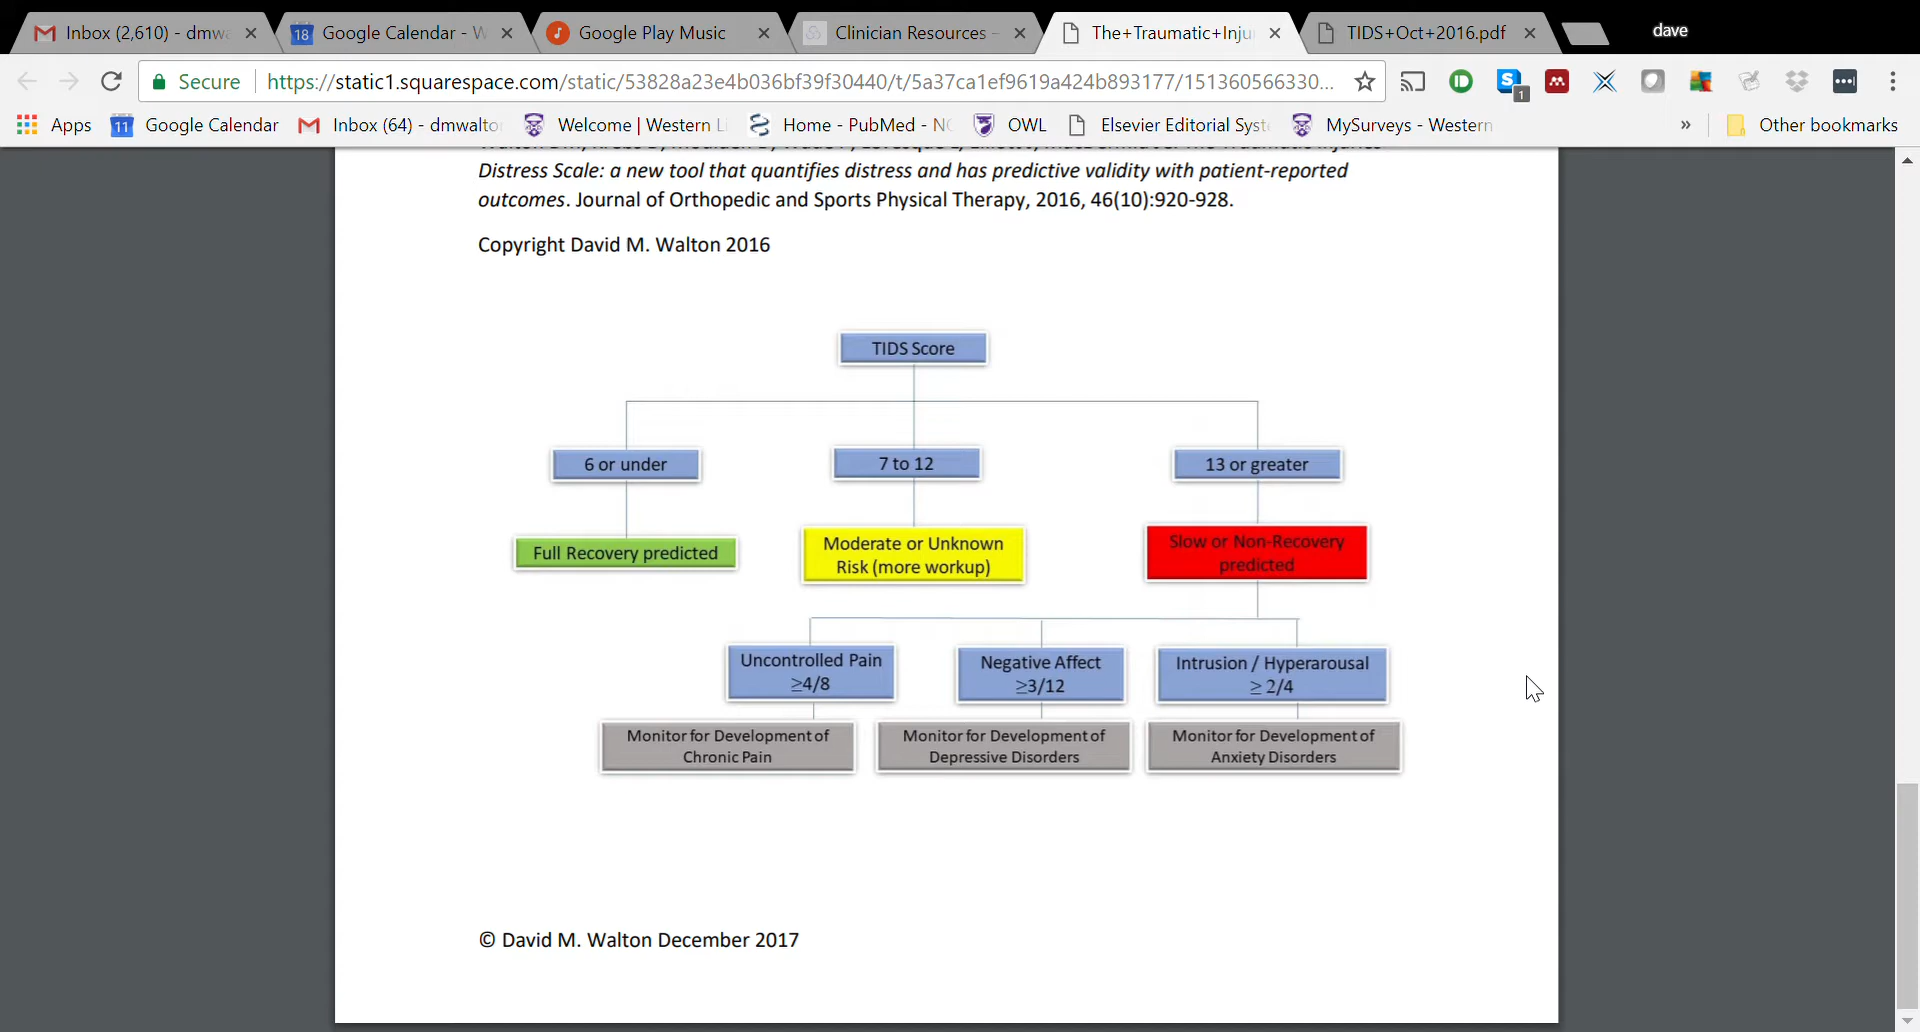 Inbox (2,610) - dmwa
Google Calendar - W
Google Play Music
Clinician Resources –
The+Traumatic+Inju
TIDS+Oct+2016.pdf
dave
Secure
https://static1.squarespace.com/static/53828a23e4b036bf39f30440/t/5a37ca1ef9619a424b893177/151360566330...
1
Apps
11
Google Calendar
Inbox (64) - dmwalto
Welcome | Western Li
Home - PubMed - NC
OWL
Elsevier Editorial Syst
MySurveys - Western
»
Other bookmarks
Distress Scale: a new tool that quantifies distress and has predictive validity with patient-reported
outcomes. Journal of Orthopedic and Sports Physical Therapy, 2016, 46(10):920-928.
Copyright David M. Walton 2016
TIDS Score
6 or under
7 to 12
13 or greater
Full Recovery predicted
Moderate or Unknown
Risk (more workup)
Slow or Non-Recovery
predicted
Uncontrolled Pain
≥4/8
Negative Affect
≥3/12
Intrusion / Hyperarousal
≥ 2/4
Monitor for Development of
Chronic Pain
Monitor for Development of
Depressive Disorders
Monitor for Development of
Anxiety Disorders
© David M. Walton December 2017